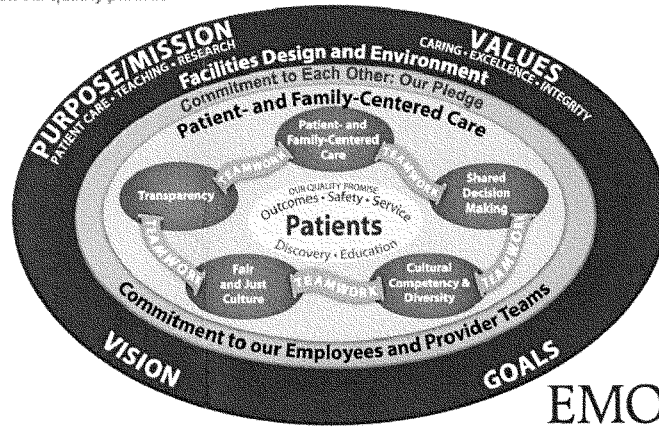 PURPOSE/MISSION
PATIENT CARE • TEACHING • RESEARCH
VALUES
CARING • EXCELLENCE • INTEGRITY
Facilities Design and Environment
Commitment to Each Other: Our Pledge
Patient- and Family-Centered Care
Patient- and
Family-Centered
Care
TEAMWORK
TEAMWORK
Transparency
Shared
Decision
Making
OUR QUALITY PROMISE
Outcomes • Safety • Service
Patients
Discovery • Education
TEAMWORK
TEAMWORK
Fair
and Just
Culture
TEAMWORK
Cultural
Competency &
Diversity
Commitment to our Employees and Provider Teams
VISION
GOALS
EMO